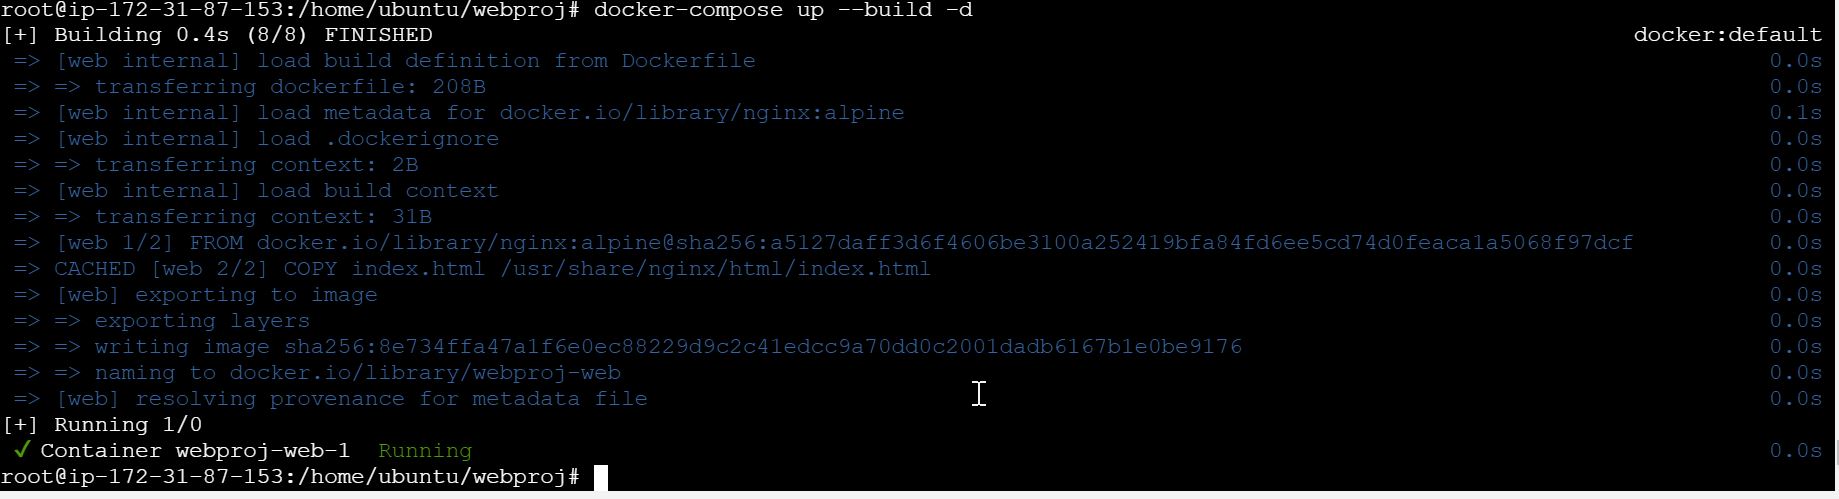 root@ip-172-31-87-153:/home/ubuntu/webproj# docker-compose up --build -d
[+] Building 0.4s (8/8) FINISHED docker:default
=> [web internal] load build definition from Dockerfile 0.0s
=> => transferring dockerfile: 208B 0.0s
=> [web internal] load metadata for docker.io/library/nginx:alpine 0.1s
=> [web internal] load .dockerignore 0.0s
=> => transferring context: 2B 0.0s
=> [web internal] load build context 0.0s
=> => transferring context: 31B 0.0s
=> [web 1/2] FROM docker.io/library/nginx:alpine@sha256:a5127daff3d6f4606be3100a252419bfa84fd6ee5cd74d0feaca1a5068f97dcf 0.0s
=> CACHED [web 2/2] COPY index.html /usr/share/nginx/html/index.html 0.0s
=> [web] exporting to image 0.0s
=> => exporting layers 0.0s
=> => writing image sha256:8e734ffa47a1f6e0ec88229d9c2c41edcc9a70dd0c2001dadb6167b1e0be9176 0.0s
=> => naming to docker.io/library/webproj-web 0.0s
=> [web] resolving provenance for metadata file 0.0s
[+] Running 1/0
✓ Container webproj-web-1 Running 0.0s
root@ip-172-31-87-153:/home/ubuntu/webproj#